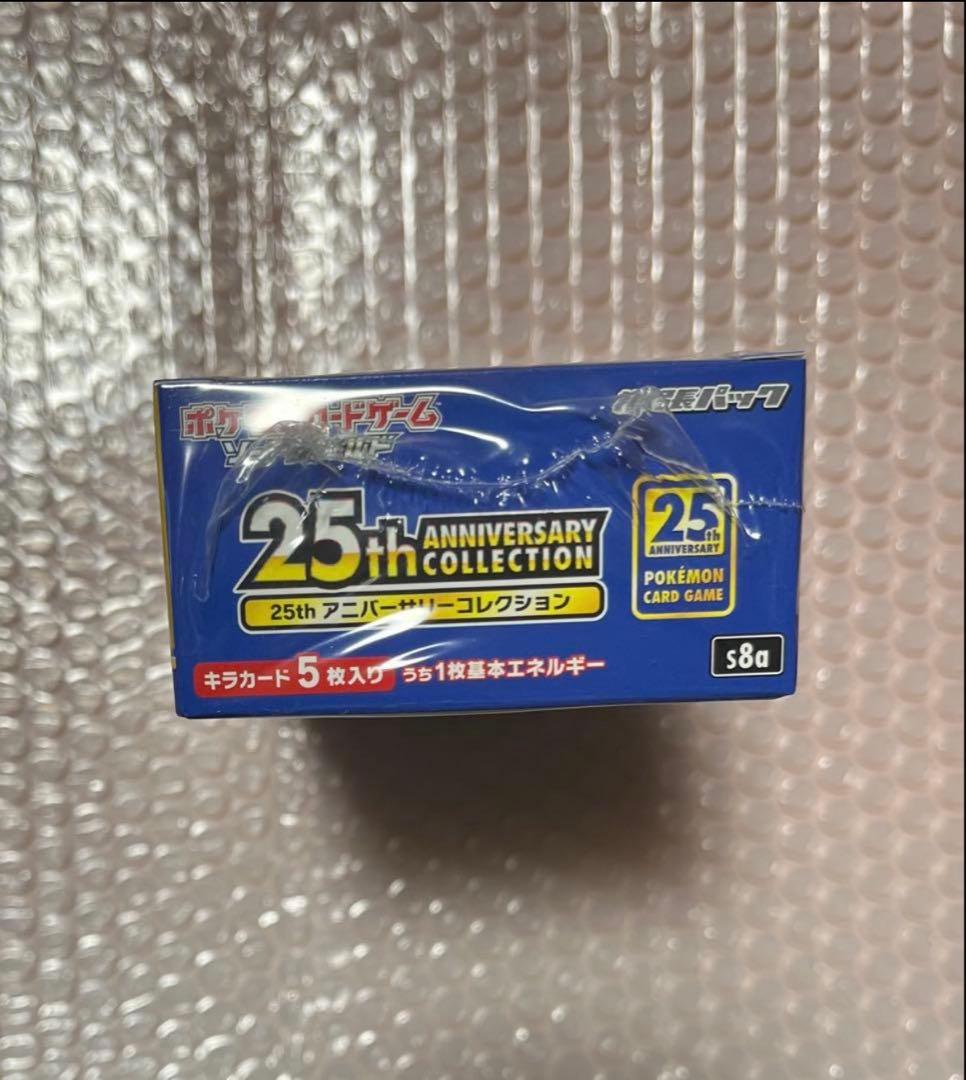 ポケモンカードゲーム
拡張パック
25th ANNIVERSARY COLLECTION
25th アニバーサリーコレクション
25th ANNIVERSARY
POKÉMON
CARD GAME
キラカード5枚入り うち1枚基本エネルギー
s8a